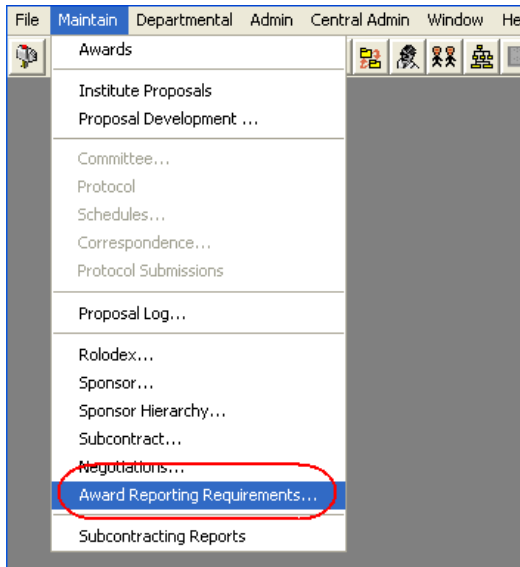 File Maintain Departmental Admin Central Admin Window He
Awards
Institute Proposals
Proposal Development ...
Committee...
Protocol
Schedules...
Correspondence...
Protocol Submissions
Proposal Log...
Rolodex...
Sponsor...
Sponsor Hierarchy...
Subcontract...
Negotiations...
Award Reporting Requirements...
Subcontracting Reports